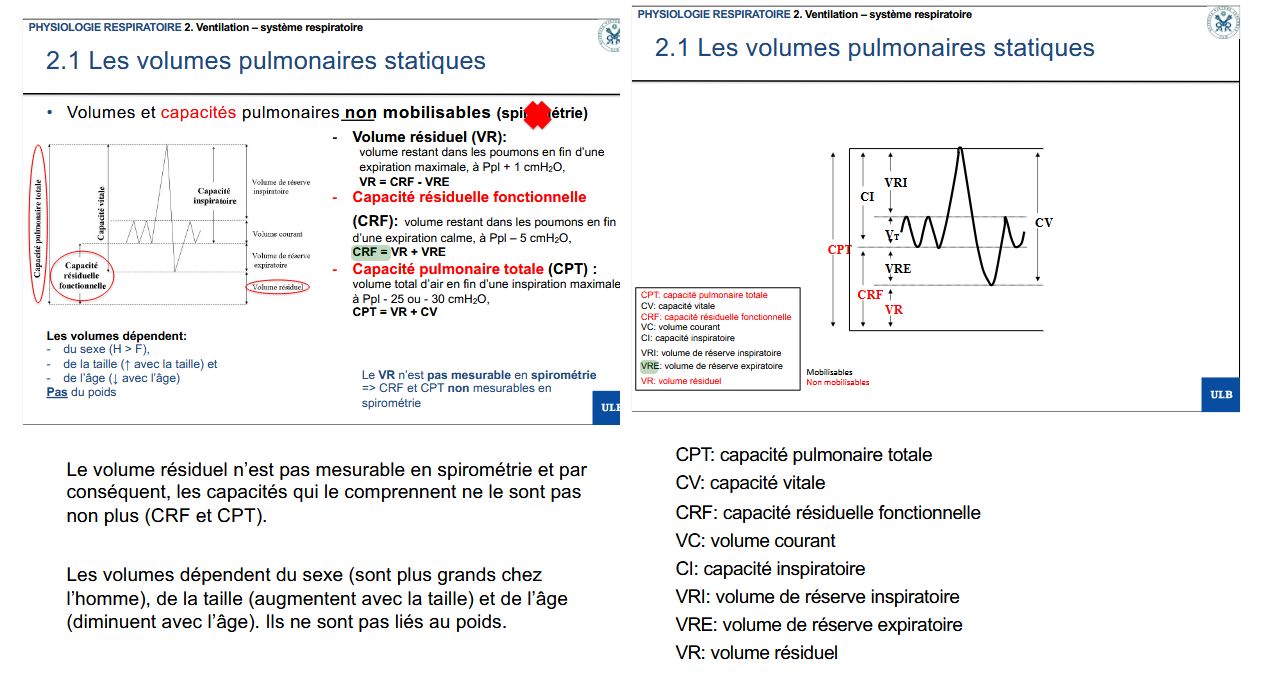 PHYSIOLOGIE RESPIRATOIRE 2. Ventilation – système respiratoire
2.1 Les volumes pulmonaires statiques
• Volumes et capacités pulmonaires non mobilisables (spirométrie)
Capacité pulmonaire totale
Capacité vitale
Capacité inspiratoire
Capacité résiduelle fonctionnelle
Volume de réserve inspiratoire
Volume courant
Volume de réserve expiratoire
Volume résiduel
- Volume résiduel (VR):
volume restant dans les poumons en fin d’une
expiration maximale, à Ppl + 1 cmH₂O,
VR = CRF - VRE
- Capacité résiduelle fonctionnelle
(CRF): volume restant dans les poumons en fin
d’une expiration calme, à Ppl – 5 cmH₂O,
CRF = VR + VRE
- Capacité pulmonaire totale (CPT) :
volume total d’air en fin d’une inspiration maximale
à Ppl - 25 ou - 30 cmH₂O,
CPT = VR + CV
Les volumes dépendent:
- du sexe (H > F),
- de la taille (↑ avec la taille) et
- de l’âge (↓ avec l’âge)
Pas du poids
Le VR n’est pas mesurable en spirométrie
=> CRF et CPT non mesurables en
spirométrie
ULB
Le volume résiduel n’est pas mesurable en spirométrie et par
conséquent, les capacités qui le comprennent ne le sont pas
non plus (CRF et CPT).
Les volumes dépendent du sexe (sont plus grands chez
l’homme), de la taille (augmentent avec la taille) et de l’âge
(diminuent avec l’âge). Ils ne sont pas liés au poids.
PHYSIOLOGIE RESPIRATOIRE 2. Ventilation – système respiratoire
2.1 Les volumes pulmonaires statiques
CPT
CI
VRI
VT
VRE
CRF
VR
CV
CPT: capacité pulmonaire totale
CV: capacité vitale
CRF: capacité résiduelle fonctionnelle
VC: volume courant
CI: capacité inspiratoire
VRI: volume de réserve inspiratoire
VRE: volume de réserve expiratoire
VR: volume résiduel
Mobilisables
Non mobilisables
ULB
CPT: capacité pulmonaire totale
CV: capacité vitale
CRF: capacité résiduelle fonctionnelle
VC: volume courant
CI: capacité inspiratoire
VRI: volume de réserve inspiratoire
VRE: volume de réserve expiratoire
VR: volume résiduel